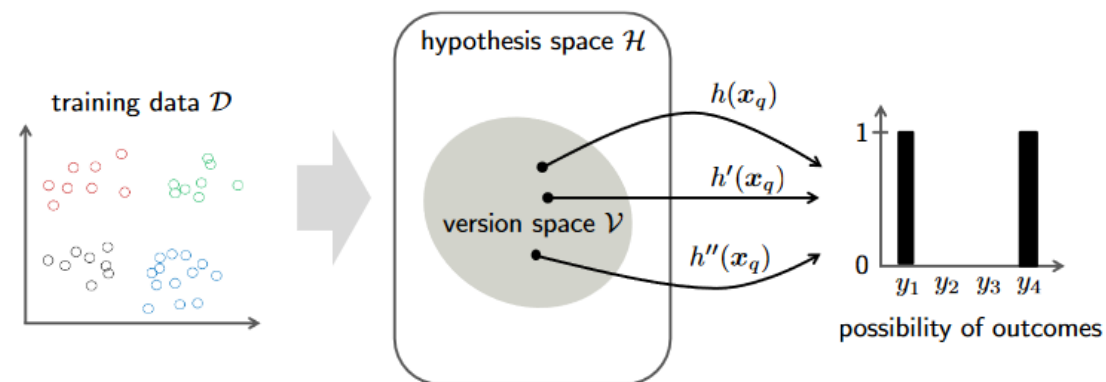 training data 𝒟
hypothesis space ℋ
version space 𝒱
h(𝒙_q)
h′(𝒙_q)
h″(𝒙_q)
1
0
y₁ y₂ y₃ y₄
possibility of outcomes